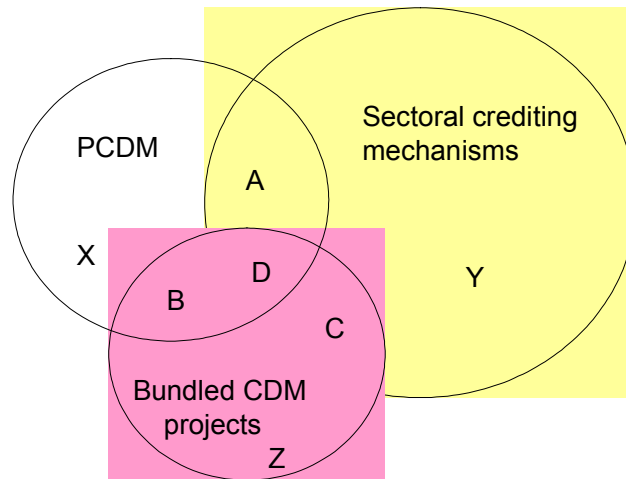 PCDM
Sectoral crediting
mechanisms
A
X
Y
B
D
C
Bundled CDM
projects
Z